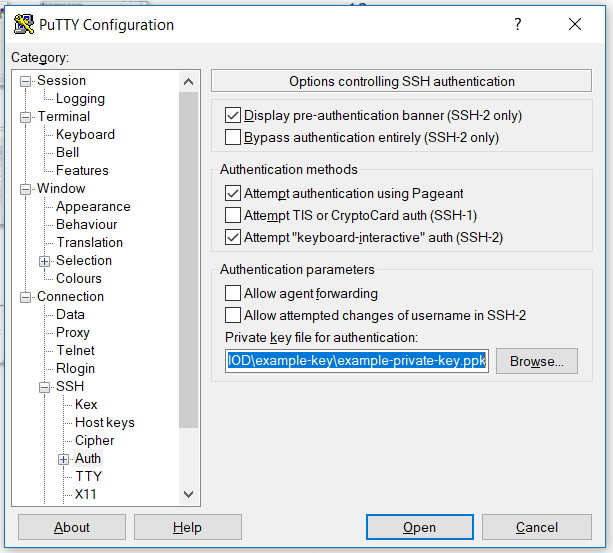 PuTTY Configuration
?
Category:
Session
Logging
Terminal
Keyboard
Bell
Features
Window
Appearance
Behaviour
Translation
Selection
Colours
Connection
Data
Proxy
Telnet
Rlogin
SSH
Kex
Host keys
Cipher
Auth
TTY
X11
Options controlling SSH authentication
Display pre-authentication banner (SSH-2 only)
Bypass authentication entirely (SSH-2 only)
Authentication methods
Attempt authentication using Pageant
Attempt TIS or CryptoCard auth (SSH-1)
Attempt "keyboard-interactive" auth (SSH-2)
Authentication parameters
Allow agent forwarding
Allow attempted changes of username in SSH-2
Private key file for authentication:
IOD\example-key\example-private-key.ppk
Browse...
About
Help
Open
Cancel